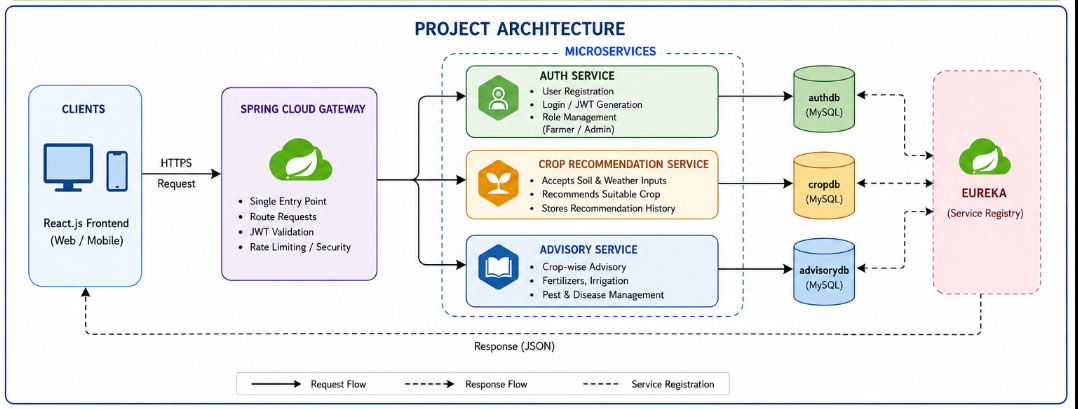 PROJECT ARCHITECTURE
CLIENTS
React.js Frontend
(Web / Mobile)
HTTPS
Request
SPRING CLOUD GATEWAY
• Single Entry Point
• Route Requests
• JWT Validation
• Rate Limiting / Security
MICROSERVICES
AUTH SERVICE
• User Registration
• Login / JWT Generation
• Role Management
(Farmer / Admin)
CROP RECOMMENDATION SERVICE
• Accepts Soil & Weather Inputs
• Recommends Suitable Crop
• Stores Recommendation History
ADVISORY SERVICE
• Crop-wise Advisory
• Fertilizers, Irrigation
• Pest & Disease Management
authdb
(MySQL)
cropdb
(MySQL)
advisorydb
(MySQL)
EUREKA
(Service Registry)
Response (JSON)
Request Flow
Response Flow
Service Registration